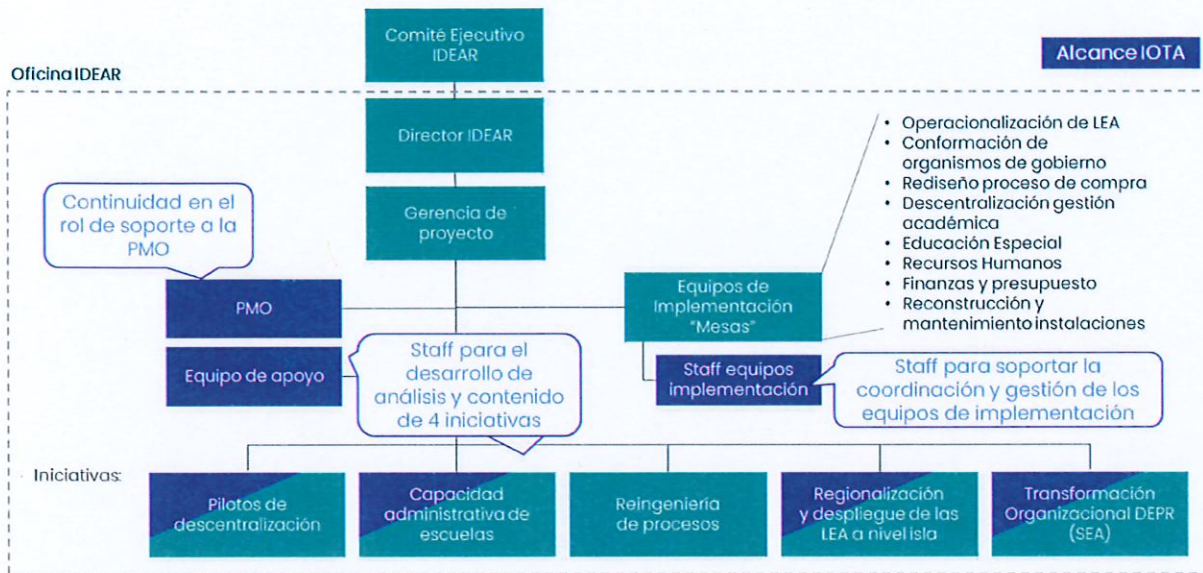 Comité Ejecutivo
IDEAR
Alcance IOTA
Oficina IDEAR
Director IDEAR
• Operacionalización de LEA
• Conformación de
organismos de gobierno
• Rediseño proceso de compra
• Descentralización gestión
académica
• Educación Especial
• Recursos Humanos
• Finanzas y presupuesto
• Reconstrucción y
mantenimiento instalaciones
Continuidad en el
rol de soporte a la
PMO
Gerencia de
proyecto
PMO
Equipos de
Implementación
"Mesas"
Equipo de apoyo
Staff para el
desarrollo de
análisis y contenido
de 4 iniciativas
Staff equipos
implementación
Staff para soportar la
coordinación y gestión de los
equipos de implementación
Iniciativas:
Pilotos de
descentralización
Capacidad
administrativa de
escuelas
Reingeniería
de procesos
Regionalización
y despliegue de las
LEA a nivel isla
Transformación
Organizacional DEPR
(SEA)